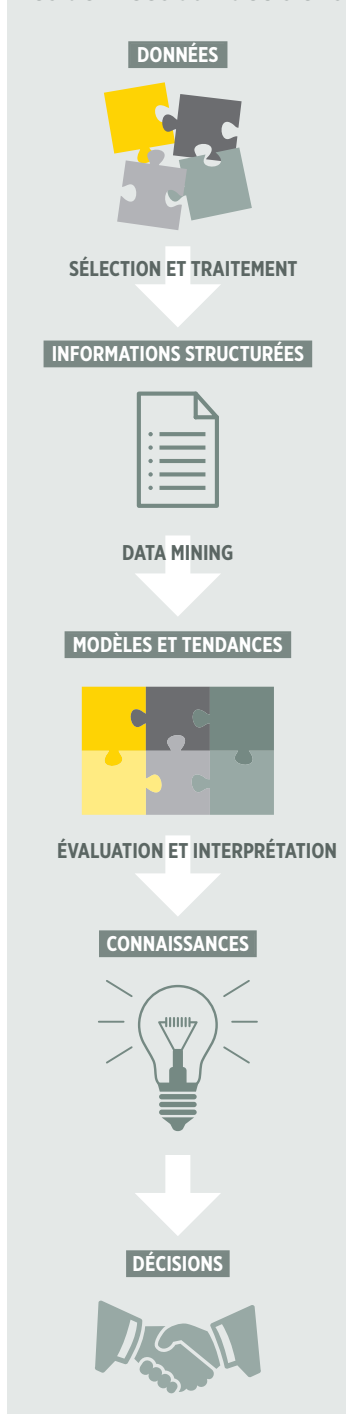 DONNÉES
SÉLECTION ET TRAITEMENT
INFORMATIONS STRUCTURÉES
DATA MINING
MODÈLES ET TENDANCES
ÉVALUATION ET INTERPRÉTATION
CONNAISSANCES
DÉCISIONS